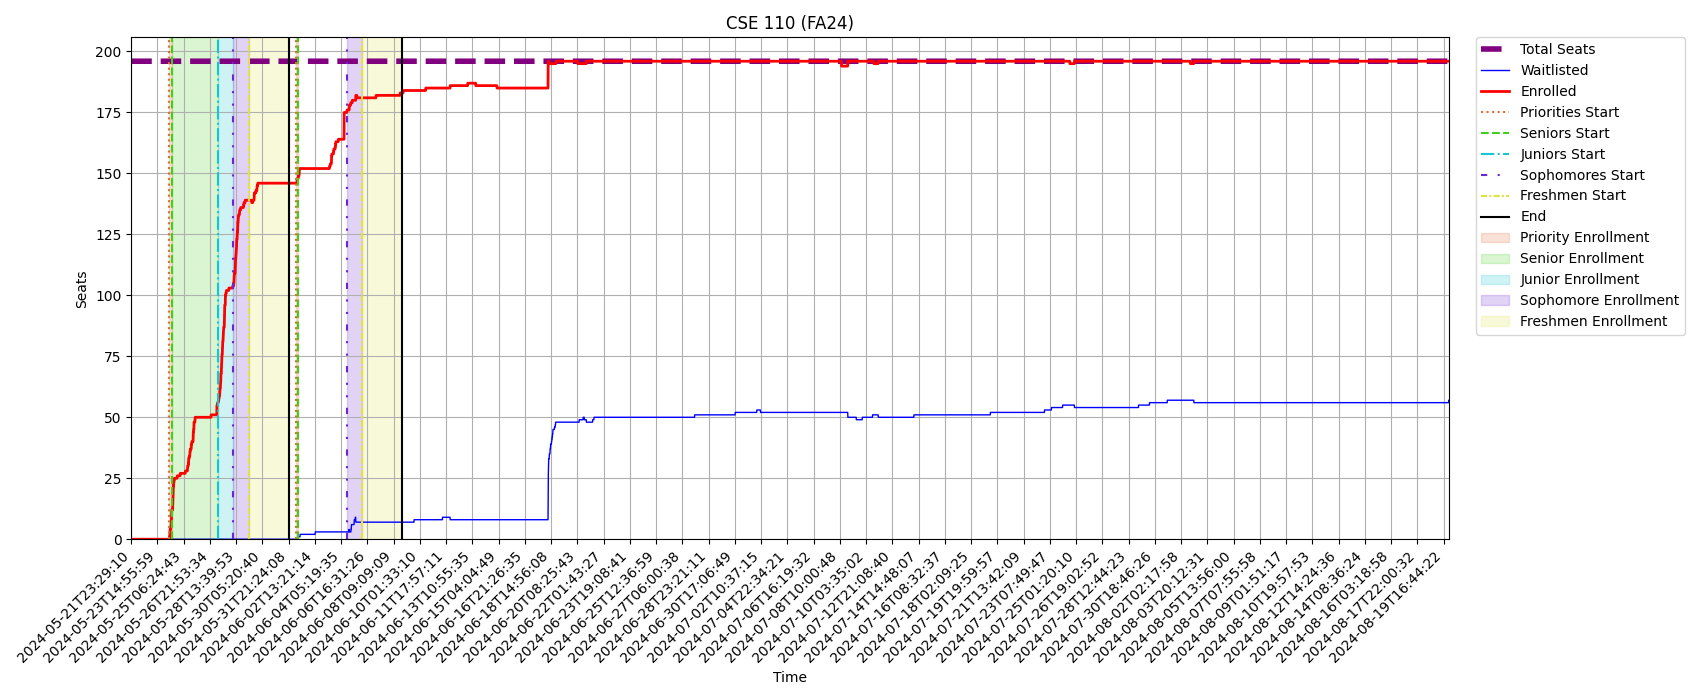 CSE 110 (FA24)
Seats
200
175
150
125
100
75
50
25
0
2024-05-21T23:29:10
2024-05-23T14:55:59
2024-05-25T06:24:43
2024-05-26T21:53:34
2024-05-28T13:39:53
2024-05-30T05:20:40
2024-05-31T21:24:08
2024-06-02T13:21:14
2024-06-04T05:19:35
2024-06-06T16:31:26
2024-06-08T09:09:09
2024-06-10T01:33:10
2024-06-11T17:57:11
2024-06-13T10:55:35
2024-06-15T04:04:49
2024-06-16T21:26:35
2024-06-18T14:56:08
2024-06-20T08:25:43
2024-06-22T01:43:27
2024-06-23T19:08:41
2024-06-25T12:36:59
2024-06-27T06:00:38
2024-06-28T23:21:11
2024-06-30T17:06:49
2024-07-02T10:37:15
2024-07-04T22:34:21
2024-07-06T16:19:32
2024-07-08T10:00:48
2024-07-10T03:35:02
2024-07-12T21:08:40
2024-07-14T14:48:07
2024-07-16T08:32:37
2024-07-18T02:09:25
2024-07-19T19:59:57
2024-07-21T13:42:09
2024-07-23T07:49:47
2024-07-25T01:20:10
2024-07-26T19:02:52
2024-07-28T12:44:23
2024-07-30T18:46:26
2024-08-02T02:17:58
2024-08-03T20:12:31
2024-08-05T13:56:00
2024-08-07T07:55:58
2024-08-09T01:51:17
2024-08-10T19:57:53
2024-08-12T14:24:36
2024-08-14T08:36:24
2024-08-16T03:18:58
2024-08-17T22:00:32
2024-08-19T16:44:22
Time
Total Seats
Waitlisted
Enrolled
Priorities Start
Seniors Start
Juniors Start
Sophomores Start
Freshmen Start
End
Priority Enrollment
Senior Enrollment
Junior Enrollment
Sophomore Enrollment
Freshmen Enrollment